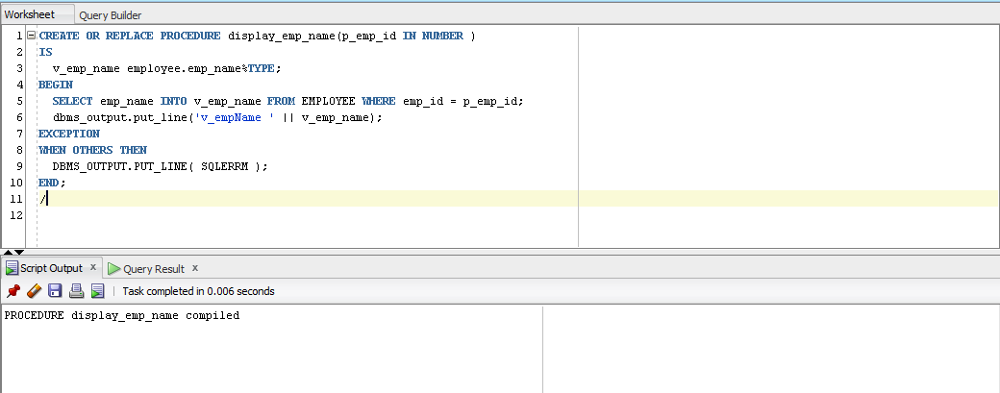 Worksheet Query Builder
1 CREATE OR REPLACE PROCEDURE display_emp_name(p_emp_id IN NUMBER )
2 IS
3 v_emp_name employee.emp_name%TYPE;
4 BEGIN
5 SELECT emp_name INTO v_emp_name FROM EMPLOYEE WHERE emp_id = p_emp_id;
6 dbms_output.put_line('v_empName ' || v_emp_name);
7 EXCEPTION
8 WHEN OTHERS THEN
9 DBMS_OUTPUT.PUT_LINE( SQLERRM );
10 END;
11 /
12
Script Output x Query Result x
Task completed in 0.006 seconds
PROCEDURE display_emp_name compiled